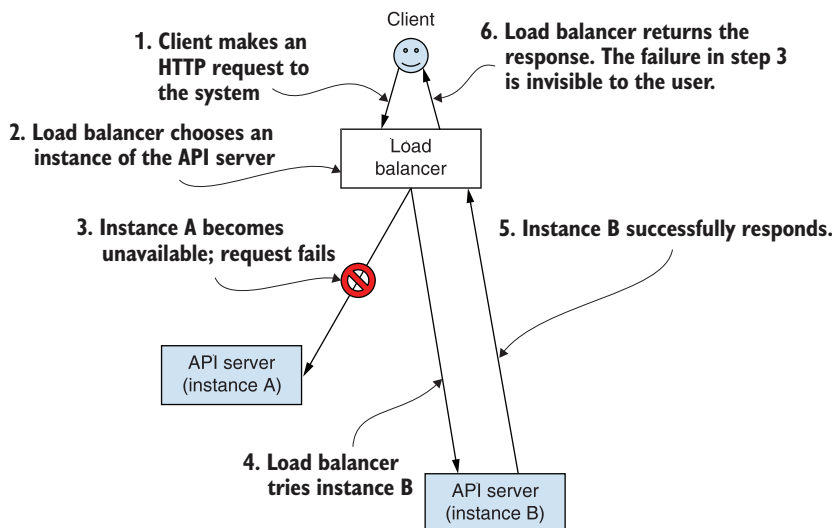 Client
1. Client makes an
HTTP request to
the system
6. Load balancer returns the
response. The failure in step 3
is invisible to the user.
2. Load balancer chooses an
instance of the API server
Load
balancer
3. Instance A becomes
unavailable; request fails
5. Instance B successfully responds.
API server
(instance A)
4. Load balancer
tries instance B
API server
(instance B)